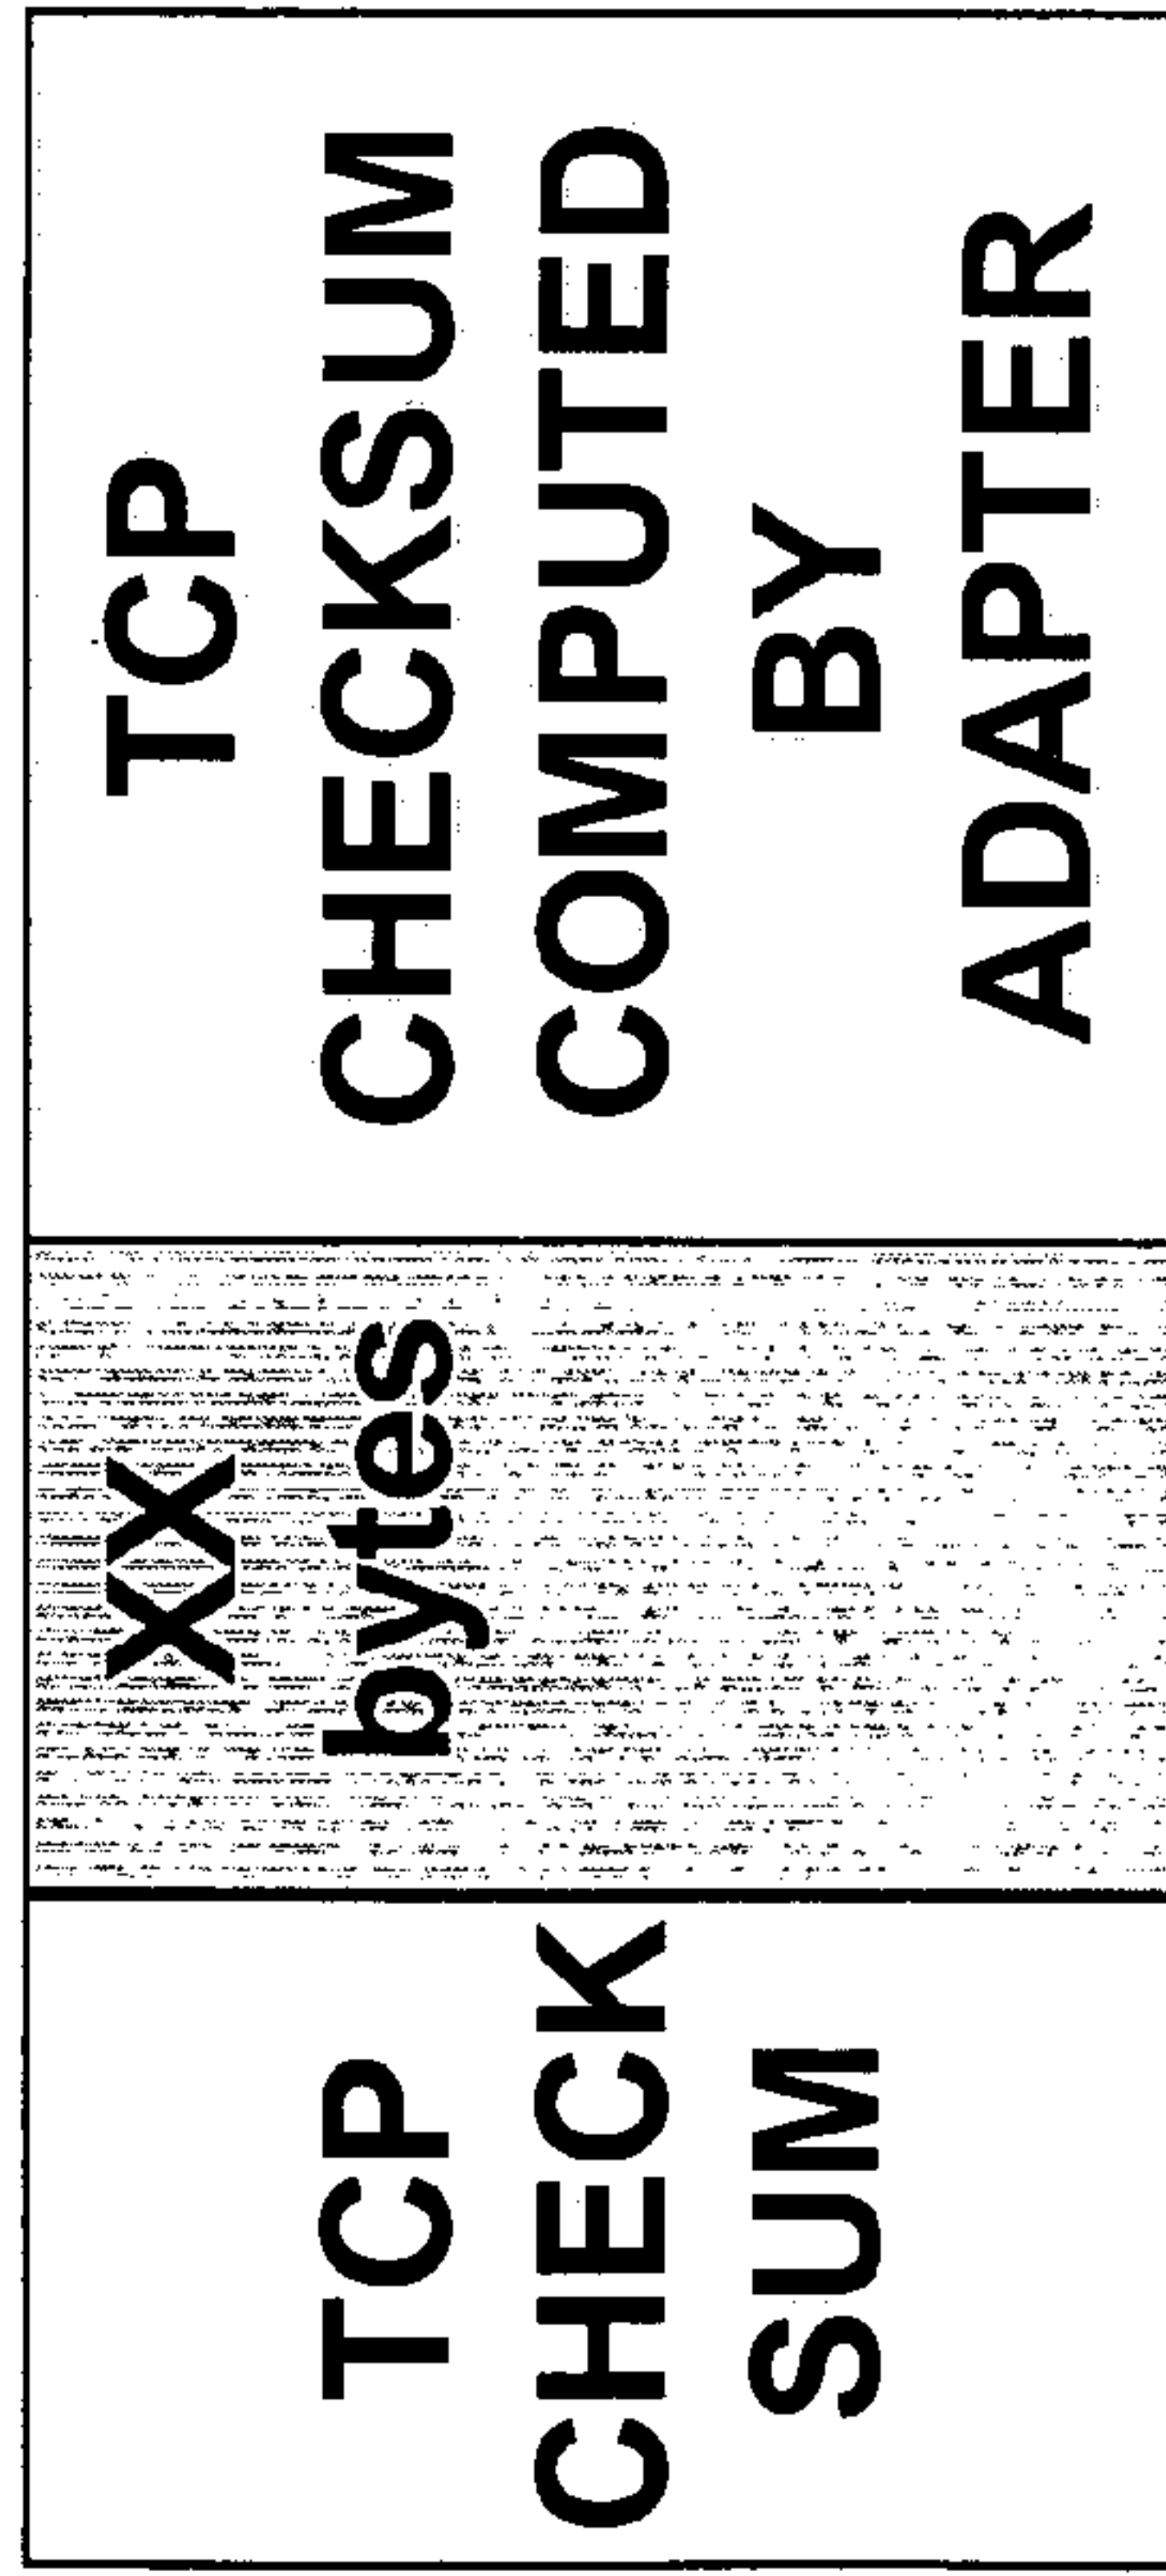 TCP
CHECK
SUM
XX
bytes
TCP
CHECKSUM
COMPUTED
BY
ADAPTER